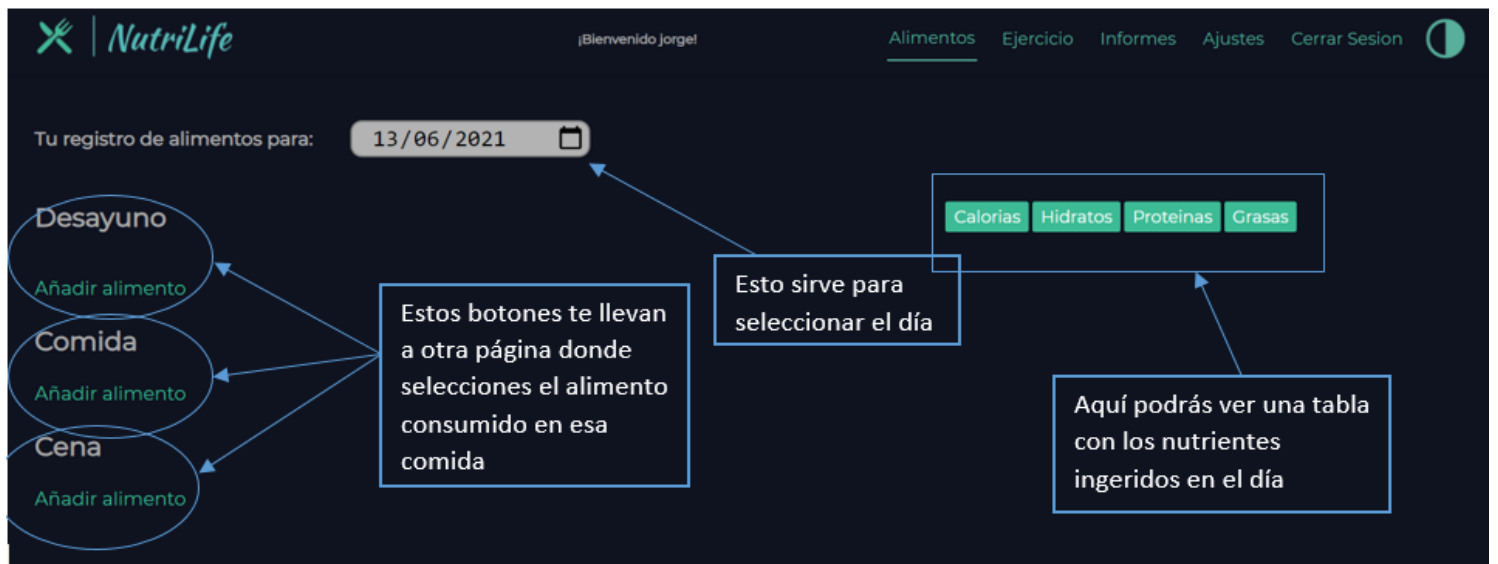 NutriLife
¡Bienvenido jorge!
Alimentos Ejercicio Informes Ajustes Cerrar Sesion
Tu registro de alimentos para: 13/06/2021
Desayuno
Añadir alimento
Comida
Añadir alimento
Cena
Añadir alimento
Estos botones te llevan
a otra página donde
selecciones el alimento
consumido en esa
comida
Esto sirve para
seleccionar el día
Calorias Hidratos Proteinas Grasas
Aquí podrás ver una tabla
con los nutrientes
ingeridos en el día